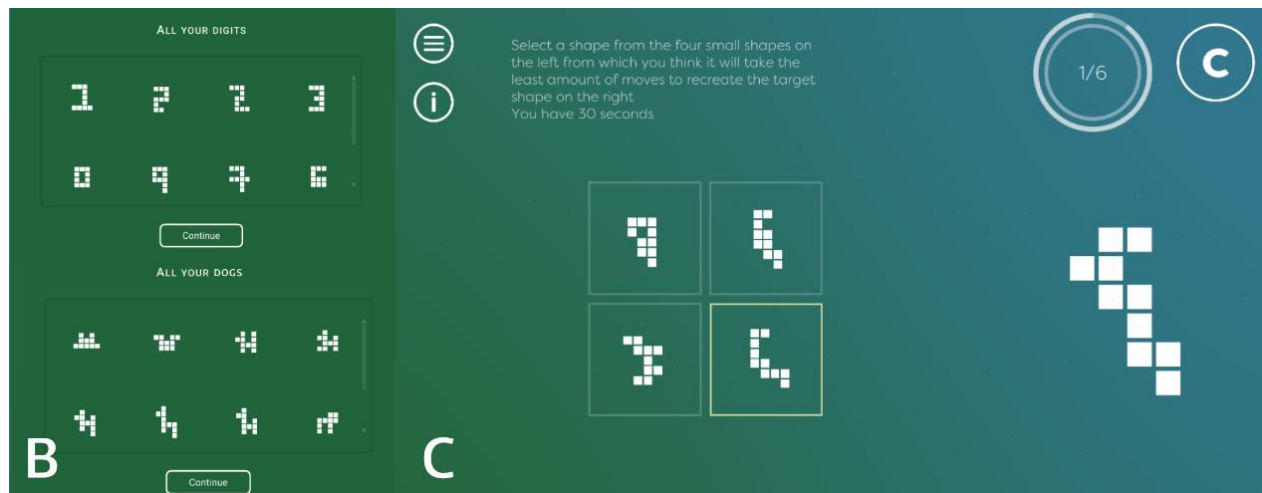 ALL YOUR DIGITS
Continue
ALL YOUR DOGS
Continue
B
Select a shape from the four small shapes on
the left from which you think it will take the
least amount of moves to recreate the target
shape on the right
You have 30 seconds
i
1/6
C
C